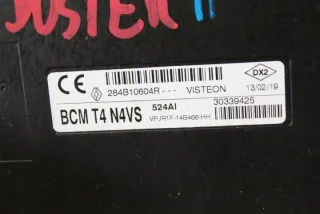 DUSTER
CE 284B10604R--- VISTEON DX2 13/02/19
BCM T4 N4VS 524AI 30339425
VFJR1F-14B466-HH